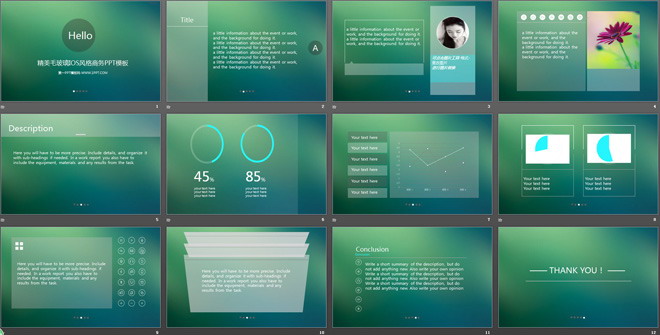 Hello
精美毛玻璃IOS风格商务PPT模板
第一PPT模板网-WWW.1PPT.COM
1
Title
a little information about the event or work,
and the background for doing it
a little information about the event or work,
and the background for doing it
a little information about the event or work,
and the background for doing it
a little information about the event or work,
and the background for doing it
A
2
a little information about the event or
work, and the background for doing it
a little information about the event or
work, and the background for doing it
3
a little information about the event or
work, and the
background for doing it
a little information about the event or
work, and the
background for doing it
4
Description
Here you will have to be more precise. Include details, and organize it
with sub-headings if needed. In a work report you also have to
include the equipment, materials and any results from the task.
5
45%
your text here
your text here
your text here
85%
your text here
your text here
your text here
6
Your text here
Your text here
Your text here
Your text here
Your text here
7
Your text here
Your text here
Your text here
Your text here
Your text here
Your text here
8
Here you will have to be more precise. Include
details, and organize it with sub-headings if
needed. In a work report you also have to
include the equipment, materials and any
results from the task.
9
Here you will have to be more precise. Include
details, and organize it with sub-headings if
needed. In a work report you also have to
include the equipment, materials and any
results from the task.
10
Conclusion
Write a short summary of the description, but do
not add anything new. Also write your own opinion
Write a short summary of the description, but do
not add anything new. Also write your own opinion
11
THANK YOU !
12